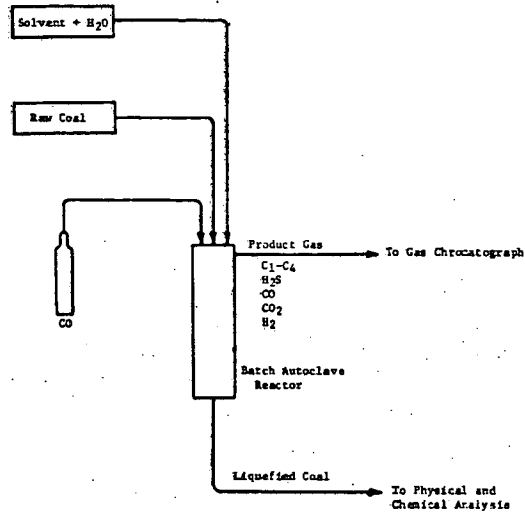 Solvent + H2O
Raw Coal
CO
Product Gas
To Gas Chromatograph
C1-C4
H2S
CO
CO2
H2
Batch Autoclave
Reactor
Liquefied Coal
To Physical and
Chemical Analysis